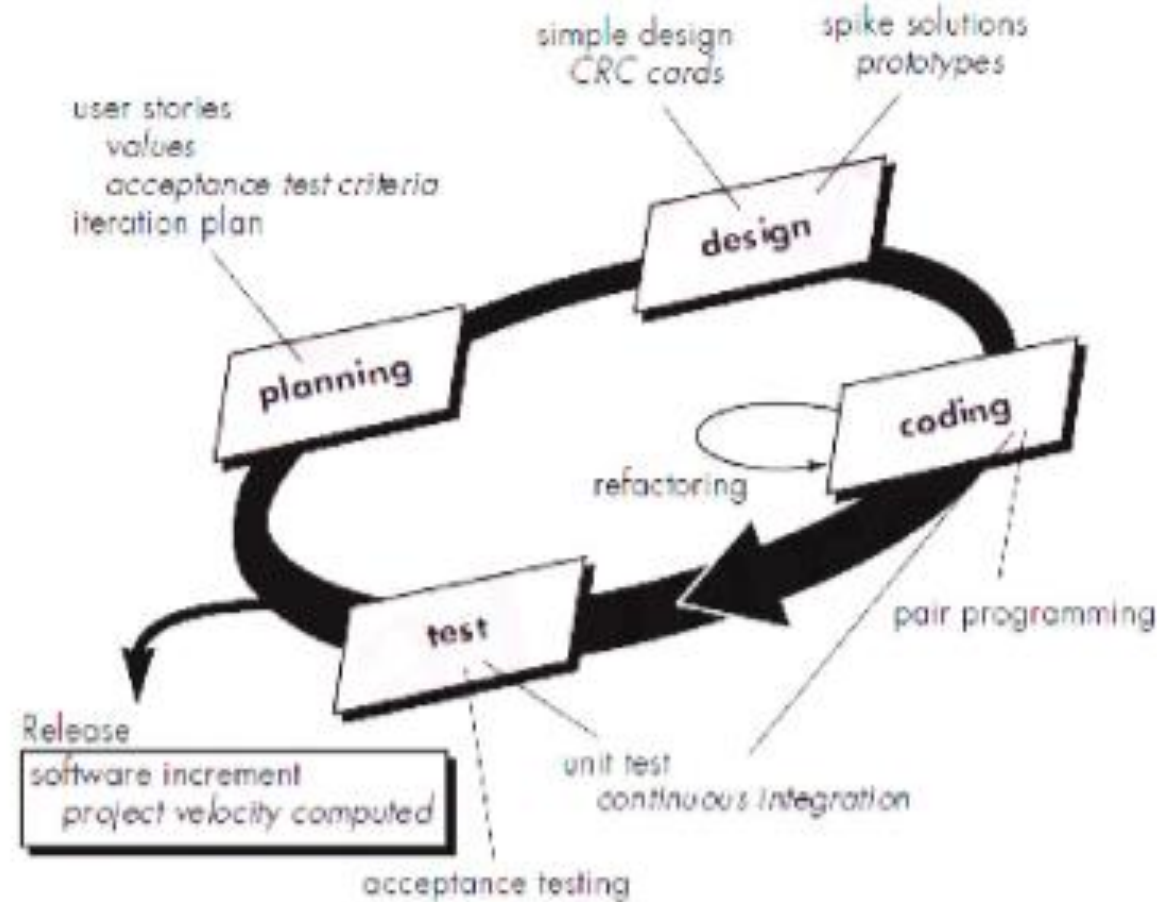 simple design
CRC cards
spike solutions
prototypes
user stories
values
acceptance test criteria
iteration plan
design
planning
coding
refactoring
test
pair programming
Release
software increment
project velocity computed
unit test
continuous integration
acceptance testing